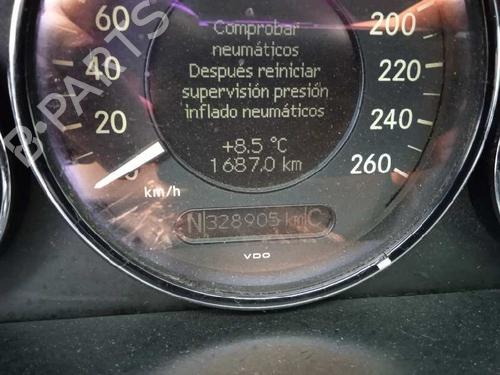 60
40
20
0
km/h
Comprobar
neumáticos
Después reiniciar
supervisión presión
inflado neumáticos
+8.5 °C
1687.0 km
200
220
240
260
N 328905 km C
VDO
B-PARTS